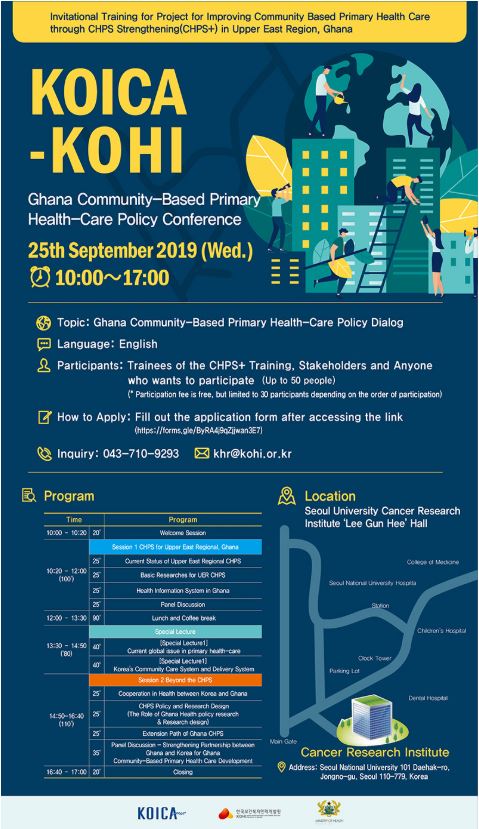 Invitational Training for Project for Improving Community Based Primary Health Care
through CHPS Strengthening(CHPS+) in Upper East Region, Ghana
KOICA
-KOHI
Ghana Community-Based Primary
Health-Care Policy Conference
25th September 2019 (Wed.)
10:00~17:00
Topic: Ghana Community-Based Primary Health-Care Policy Dialog
Language: English
Participants: Trainees of the CHPS+ Training, Stakeholders and Anyone
who wants to participate (Up to 50 people)
(* Participation fee is free, but limited to 30 participants depending on the order of participation)
How to Apply: Fill out the application form after accessing the link
(https://forms.gle/ByRA4j9qZjjwan3E7)
Inquiry: 043-710-9293 khr@kohi.or.kr
Program
Time Program
10:00 - 10:20 20' Welcome Session
Session 1 CHPS for Upper East Regional, Ghana
10:20 - 12:00
(100')
25' Current Status of Upper East Regional CHPS
25' Basic Researches for UER CHPS
25' Health Information System in Ghana
25' Panel Discussion
12:00 - 13:30 90' Lunch and Coffee break
Special Lecture
13:30 - 14:50
('80)
40' [Special Lecture1]
Current global issue in primary health-care
40' [Special Lecture1]
Korea's Community Care System and Delivery System
Session 2 Beyond the CHPS
14:50-16:40
(110')
25' Cooperation in Health between Korea and Ghana
25' CHPS Policy and Research Design
(The Role of Ghana Health policy research
& Research design)
25' Extension Path of Ghana CHPS
35' Panel Discussion - Strengthening Partnership between
Ghana and Korea for Ghana
Community-Based Primary Health Care Development
16:40 - 17:00 20' Closing
Location
Seoul University Cancer Research
Institute 'Lee Gun Hee' Hall
College of Medicine
Seoul National University Hospital
Station
Children's Hospital
Clock Tower
Parking Lot
Dental Hospital
Main Gate
Cancer Research Institute
Address: Seoul National University 101 Daehak-ro,
Jongno-gu, Seoul 110-779, Korea
KOICA
한국보건복지인력개발원
MINISTRY OF HEALTH